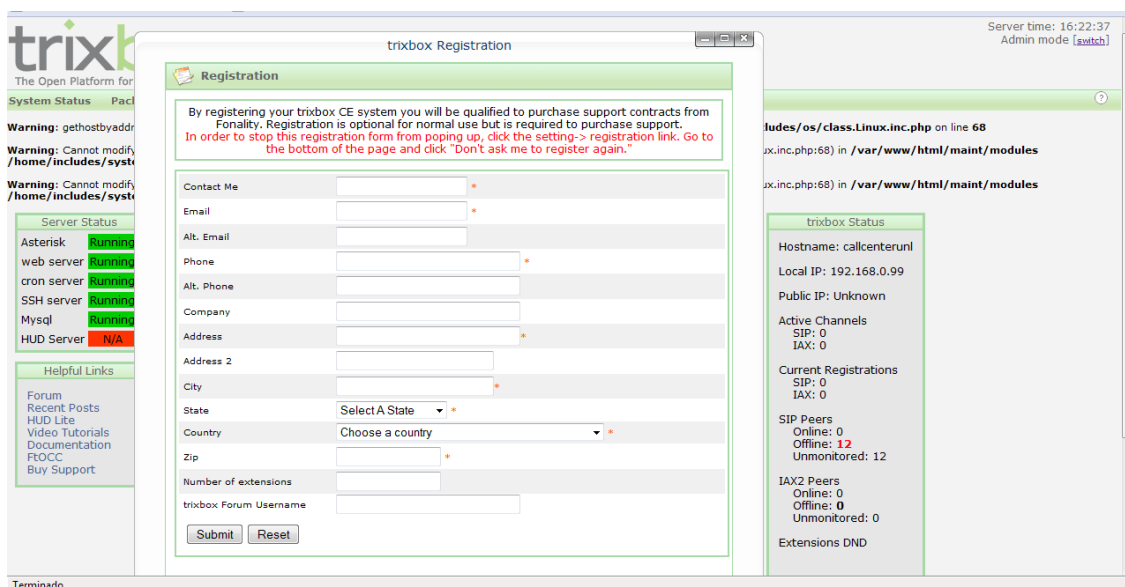 Server time: 16:22:37
Admin mode [switch]
trixb
The Open Platform for
System Status Pack
?
Warning: gethostbyaddr
cludes/os/class.Linux.inc.php on line 68
Warning: Cannot modify
ux.inc.php:68) in /var/www/html/maint/modules
/home/includes/syste
Warning: Cannot modify
ux.inc.php:68) in /var/www/html/maint/modules
/home/includes/syste
Server Status
Asterisk Running
web server Running
cron server Running
SSH server Running
Mysql Running
HUD Server N/A
Helpful Links
Forum
Recent Posts
HUD Lite
Video Tutorials
Documentation
FtOCC
Buy Support
trixbox Registration
Registration
By registering your trixbox CE system you will be qualified to purchase support contracts from
Fonality. Registration is optional for normal use but is required to purchase support.
In order to stop this registration form from poping up, click the setting-> registration link. Go to
the bottom of the page and click "Don't ask me to register again."
Contact Me *
Email *
Alt. Email
Phone *
Alt. Phone
Company
Address *
Address 2
City *
State Select A State *
Country Choose a country *
Zip *
Number of extensions
trixbox Forum Username
Submit Reset
trixbox Status
Hostname: callcenterunl
Local IP: 192.168.0.99
Public IP: Unknown
Active Channels
SIP: 0
IAX: 0
Current Registrations
SIP: 0
IAX: 0
SIP Peers
Online: 0
Offline: 12
Unmonitored: 12
IAX2 Peers
Online: 0
Offline: 0
Unmonitored: 0
Extensions DND
Terminado